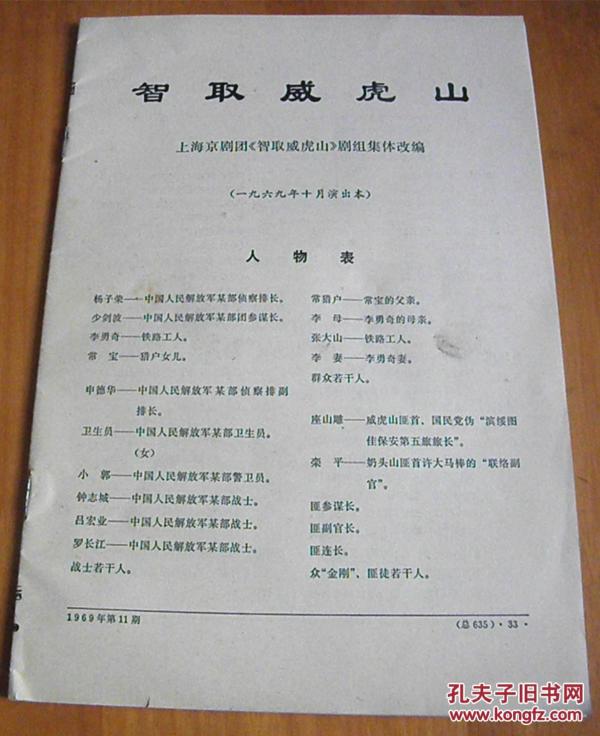 智取威虎山
上海京剧团《智取威虎山》剧组集体改编
(一九六九年十月演出本)
人物表
杨子荣——中国人民解放军某部侦察排长。
少剑波——中国人民解放军某部团参谋长。
李勇奇——铁路工人。
常 宝——猎户女儿。
申德华——中国人民解放军某部侦察排副
排长。
卫生员——中国人民解放军某部卫生员。
(女)
小 郭——中国人民解放军某部警卫员。
钟志城——中国人民解放军某部战士。
吕宏业——中国人民解放军某部战士。
罗长江——中国人民解放军某部战士。
战士若干人。
常猎户——常宝的父亲。
李 母——李勇奇的母亲。
张大山——铁路工人。
李 妻——李勇奇妻。
群众若干人。
座山雕——威虎山匪首、国民党伪“滨绥图
佳保安第五旅旅长”。
栾 平——奶头山匪首许大马棒的“联络副
官”。
匪参谋长。
匪副官长。
匪连长。
众“金刚”、匪徒若干人。
1969年第11期
(总635)·33·
孔夫子旧书网
www.kongfz.com